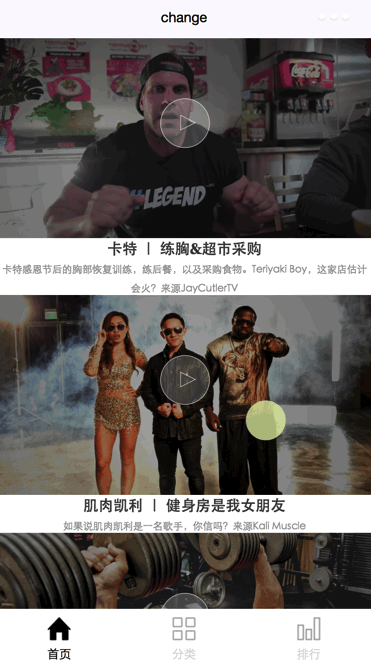 change
Coca-Cola
#LEGEND
卡特 | 练胸&超市采购
卡特感恩节后的胸部恢复训练，练后餐，以及采购食物。Teriyaki Boy，这家店估计
会火？来源JayCutlerTV
肌肉凯利 | 健身房是我女朋友
如果说肌肉凯利是一名歌手，你信吗？来源Kali Muscle
首页
分类
排行